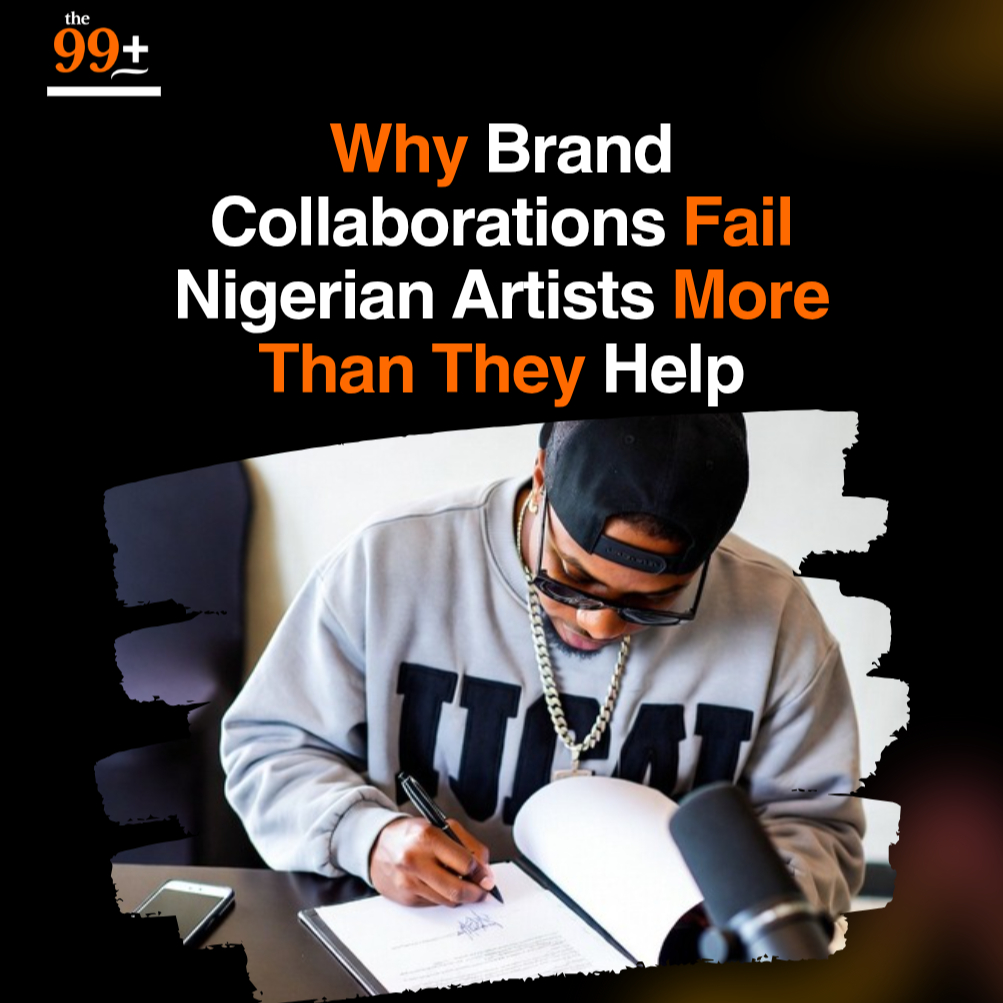 the
99+
Why Brand
Collaborations Fail
Nigerian Artists More
Than They Help